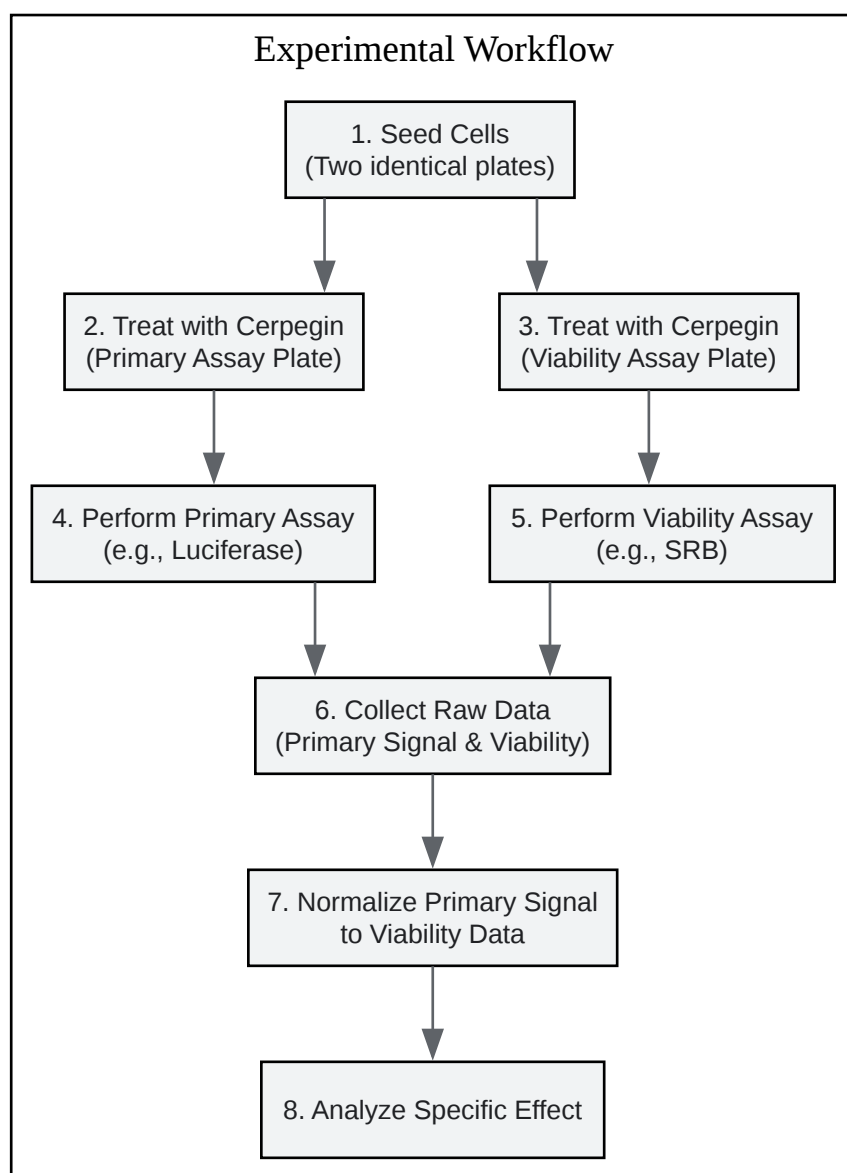 Experimental Workflow
1. Seed Cells
(Two identical plates)
2. Treat with Cerpegin
(Primary Assay Plate)
3. Treat with Cerpegin
(Viability Assay Plate)
4. Perform Primary Assay
(e.g., Luciferase)
5. Perform Viability Assay
(e.g., SRB)
6. Collect Raw Data
(Primary Signal & Viability)
7. Normalize Primary Signal
to Viability Data
8. Analyze Specific Effect